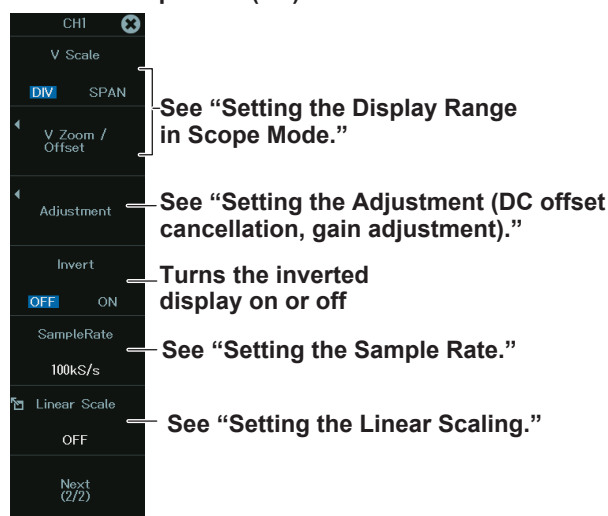 CH1
V Scale
DIV SPAN
V Zoom /
Offset
See “Setting the Display Range
in Scope Mode.”
Adjustment
See “Setting the Adjustment (DC offset
cancellation, gain adjustment).”
Invert
OFF ON
Turns the inverted
display on or off
SampleRate
100kS/s
See “Setting the Sample Rate.”
Linear Scale
OFF
See “Setting the Linear Scaling.”
Next
(2/2)